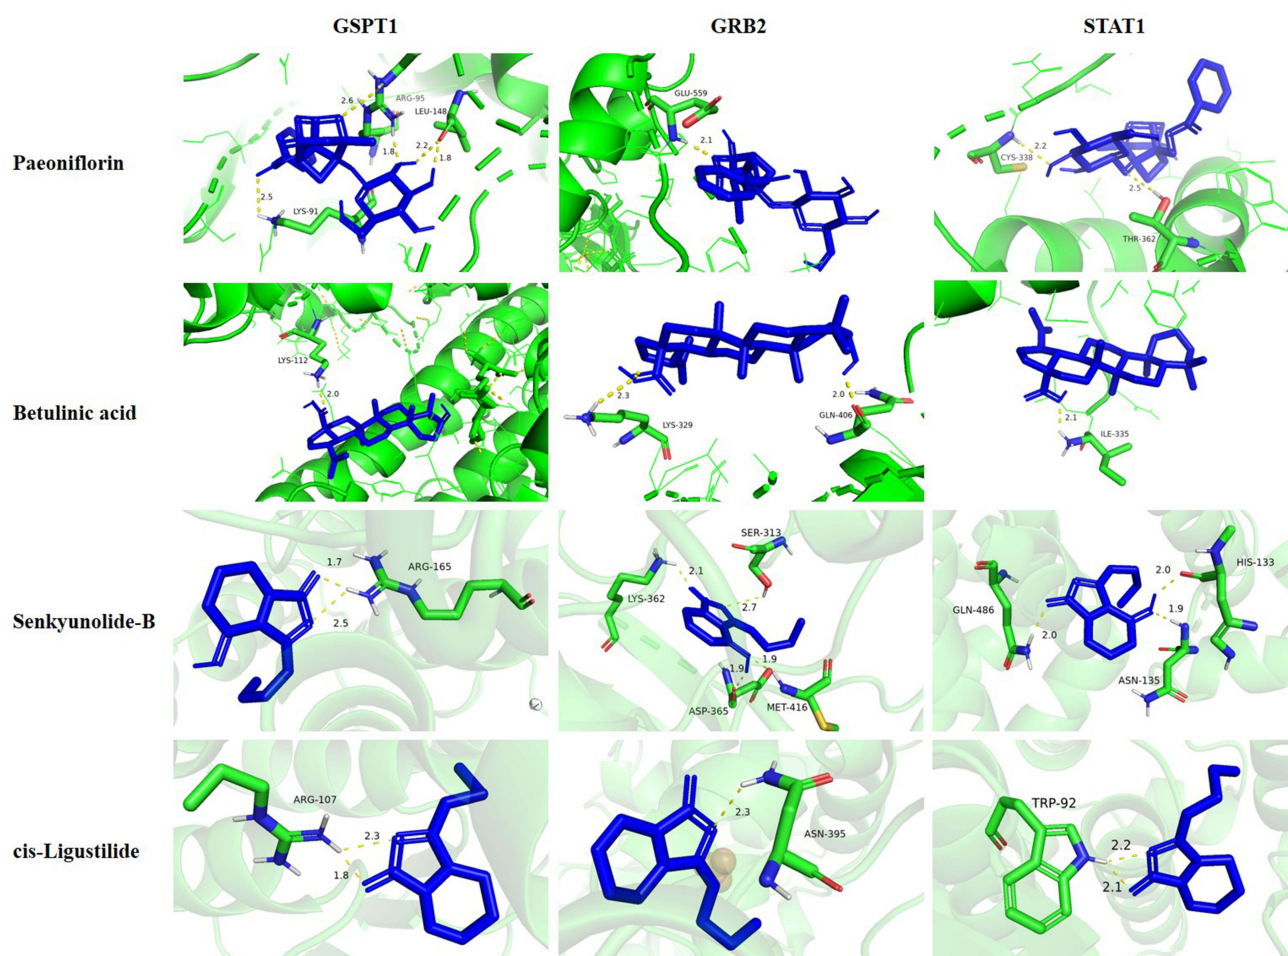 GSPT1 GRB2 STAT1
Paeoniflorin
2.6 ARG-95 LEU-148 2.2 1.8 1.8 2.5 LYS-91
GLU-559 2.1
2.2 CYS-338 2.5 THR-362
Betulinic acid
LYS-112 2.0
2.3 LYS-329 2.0 GLN-406
2.1 ILE-335
Senkyunolide-B
1.7 ARG-165 2.5
SER-313 2.1 LYS-362 2.7 1.9 1.9 ASP-365 MET-416
2.0 HIS-133 GLN-486 1.9 2.0 ASN-135
cis-Ligustilide
ARG-107 2.3 1.8
2.3 ASN-395
TRP-92 2.2 2.1